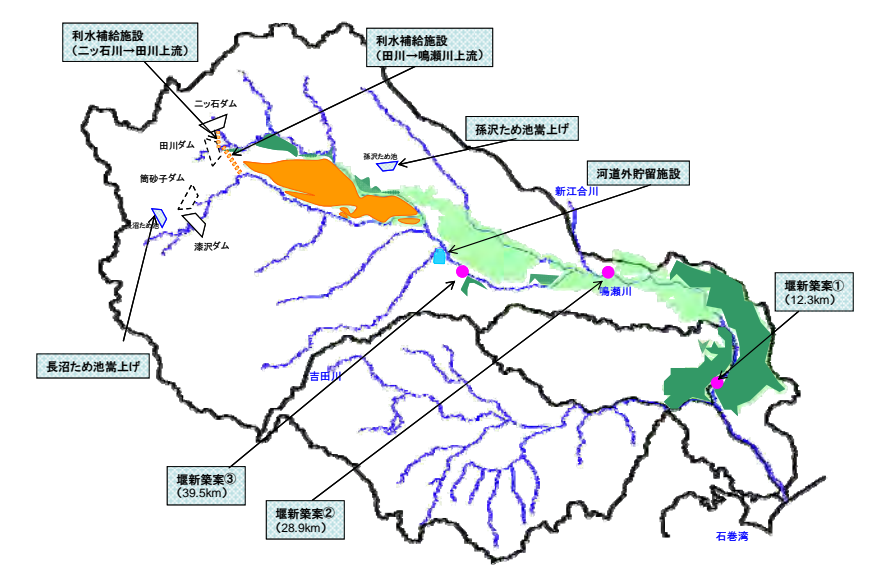 利水補給施設
（二ッ石川→田川上流）
利水補給施設
（田川→鳴瀬川上流）
二ッ石ダム
田川ダム
孫沢ため池嵩上げ
孫沢ため池
河道外貯留施設
筒砂子ダム
新江合川
長沼ため池
漆沢ダム
鳴瀬川
堰新築案①
（12.3km）
長沼ため池嵩上げ
吉田川
堰新築案③
（39.5km）
堰新築案②
（28.9km）
石巻湾